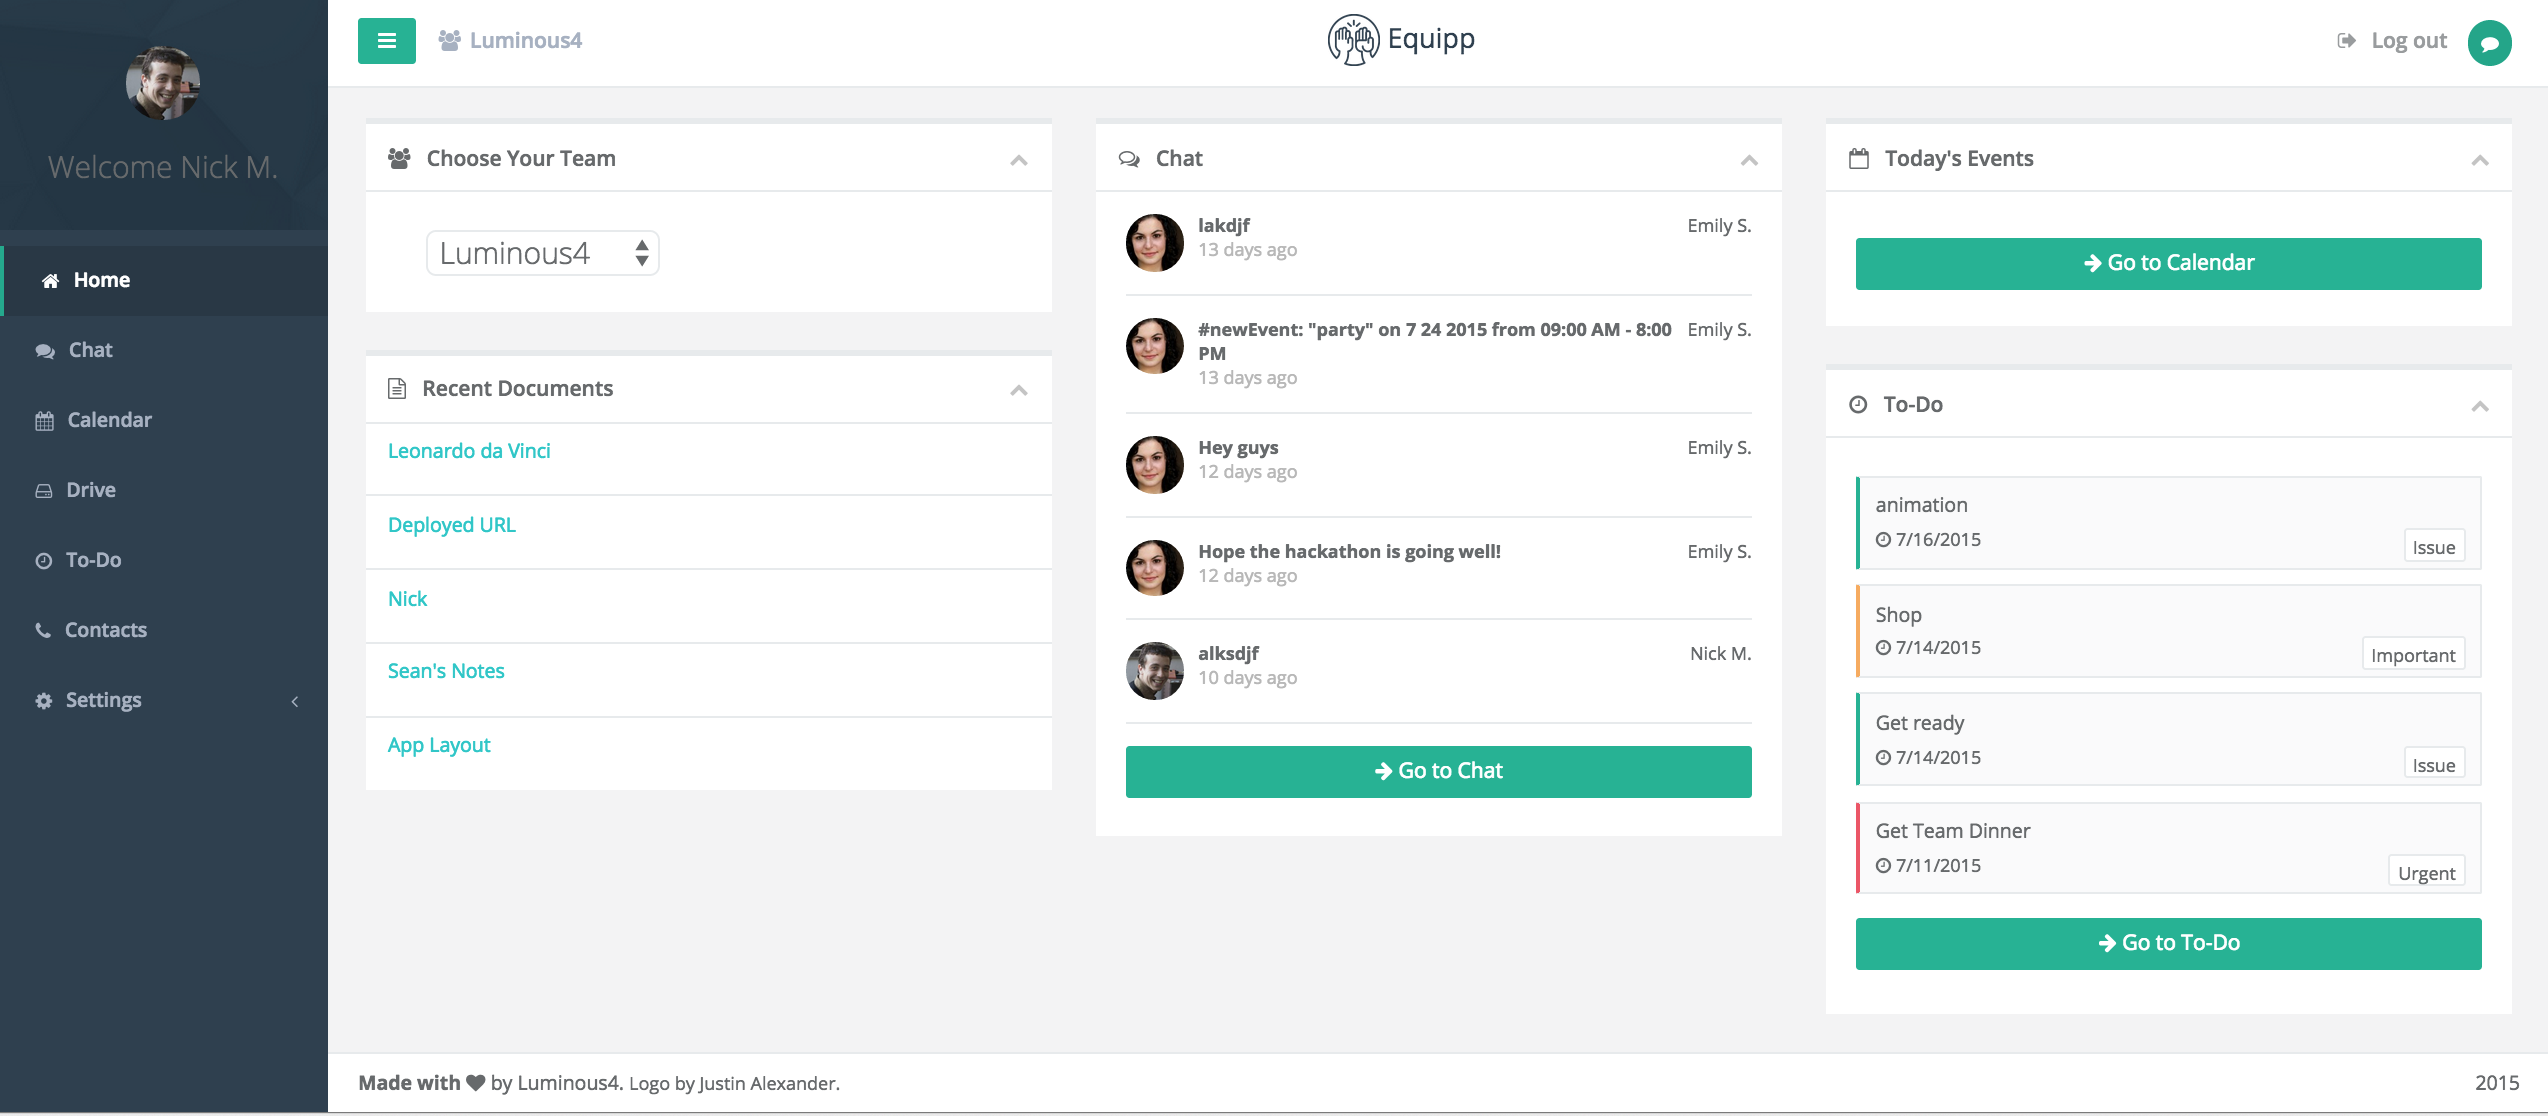 Welcome Nick M.
Home
Chat
Calendar
Drive
To-Do
Contacts
Settings
Luminous4
Equipp
Log out
Choose Your Team
Luminous4
Recent Documents
Leonardo da Vinci
Deployed URL
Nick
Sean's Notes
App Layout
Chat
lakdjf Emily S.
13 days ago
#newEvent: "party" on 7 24 2015 from 09:00 AM - 8:00 Emily S.
PM
13 days ago
Hey guys Emily S.
12 days ago
Hope the hackathon is going well! Emily S.
12 days ago
alksdjf Nick M.
10 days ago
Go to Chat
Today's Events
Go to Calendar
To-Do
animation
7/16/2015
Issue
Shop
7/14/2015
Important
Get ready
7/14/2015
Issue
Get Team Dinner
7/11/2015
Urgent
Go to To-Do
Made with ♥ by Luminous4. Logo by Justin Alexander.
2015